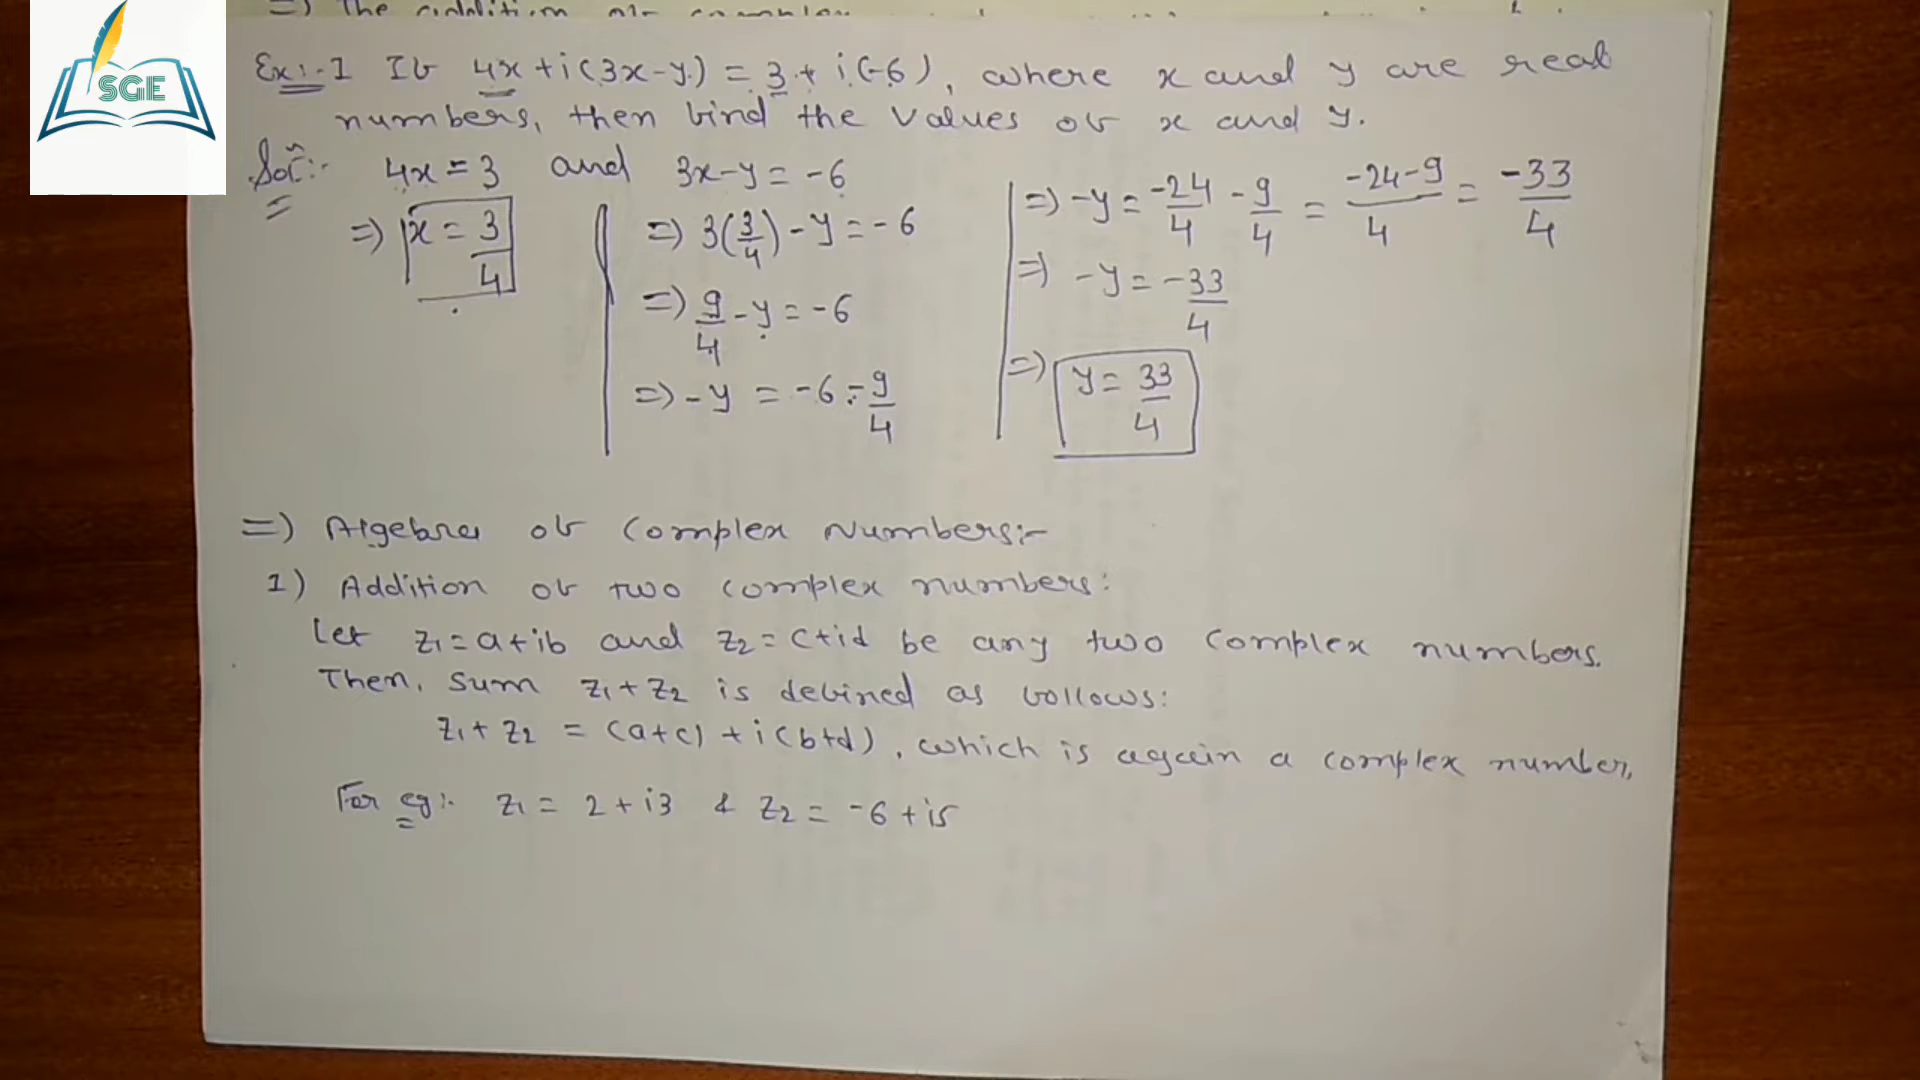 =) The addition of complex
SGE
Ex:-1 If 4x+i(3x-y) = 3+i(-6), where x and y are real
numbers, then find the values of x and y.
Sol:- 4x=3 and 3x-y=-6
=) x=3/4
=) 3(3/4)-y=-6
=) 9/4-y=-6
=) -y = -6-9/4
=) -y = -24/4 - 9/4 = -24-9/4 = -33/4
=) -y = -33/4
=) y = 33/4
=) Algebra of Complex Numbers:-
1) Addition of two complex numbers:
Let z1=a+ib and z2=c+id be any two complex numbers.
Then, sum z1+z2 is defined as follows:
z1+z2 = (a+c)+i(b+d), which is again a complex number,
For eg:- z1= 2+i3 & z2= -6+i5